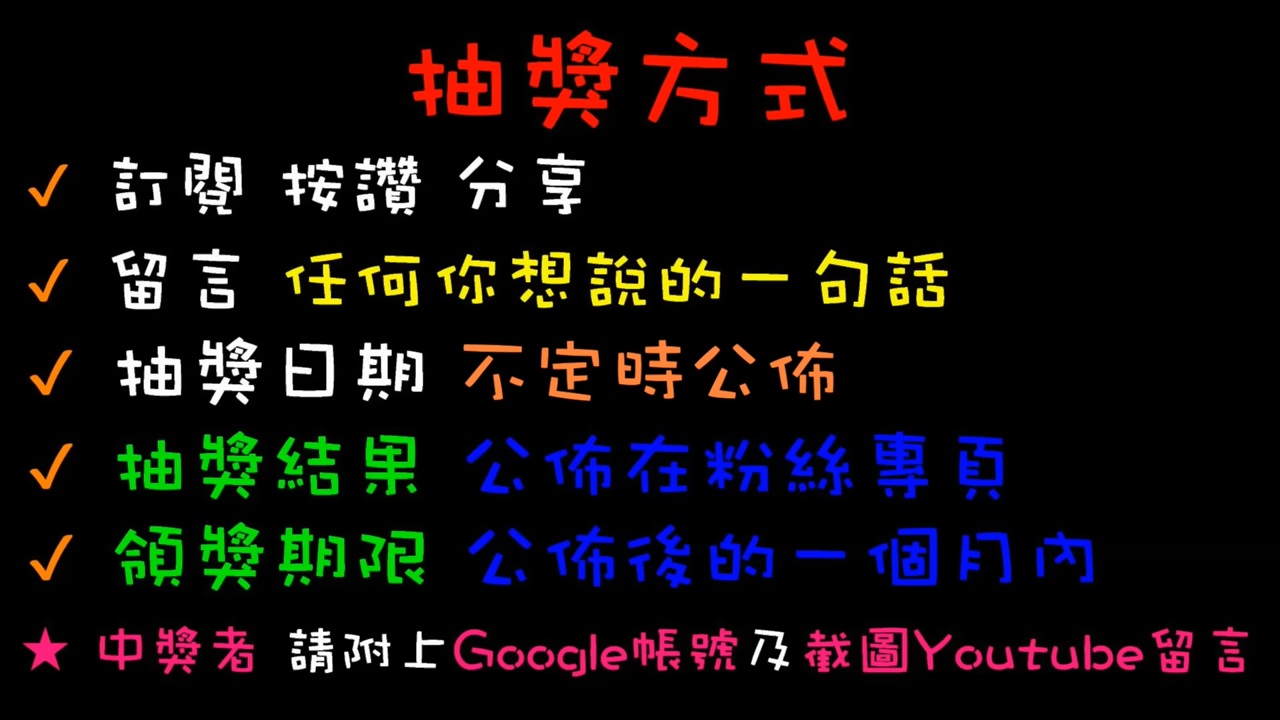 抽獎方式
✓ 訂閱 按讚 分享
✓ 留言 任何你想說的一句話
✓ 抽獎日期 不定時公佈
✓ 抽獎結果 公佈在粉絲專頁
✓ 領獎期限 公佈後的一個月內
★ 中獎者 請附上Google帳號及截圖Youtube留言